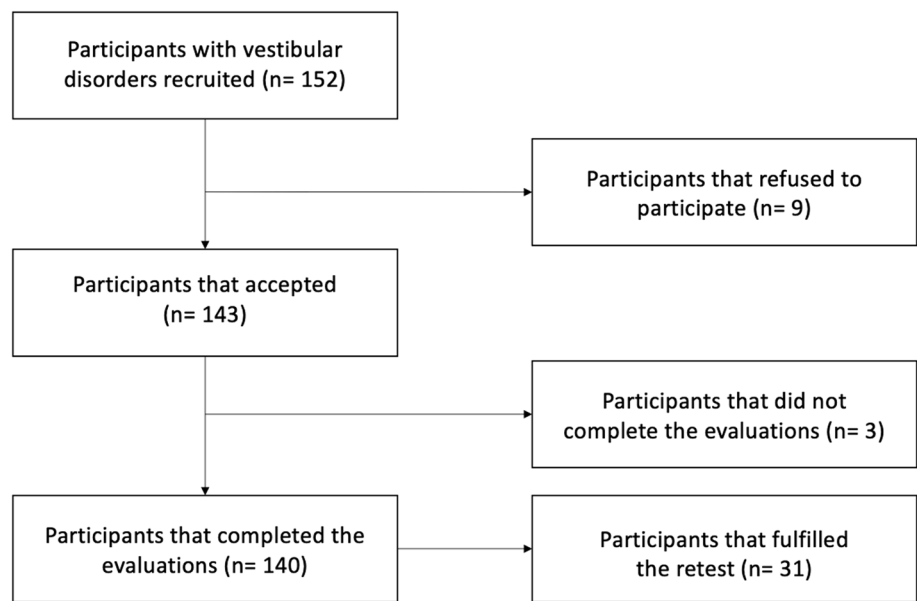 Participants with vestibular
disorders recruited (n= 152)
Participants that refused to
participate (n= 9)
Participants that accepted
(n= 143)
Participants that did not
complete the evaluations (n= 3)
Participants that completed the
evaluations (n= 140)
Participants that fulfilled
the retest (n= 31)